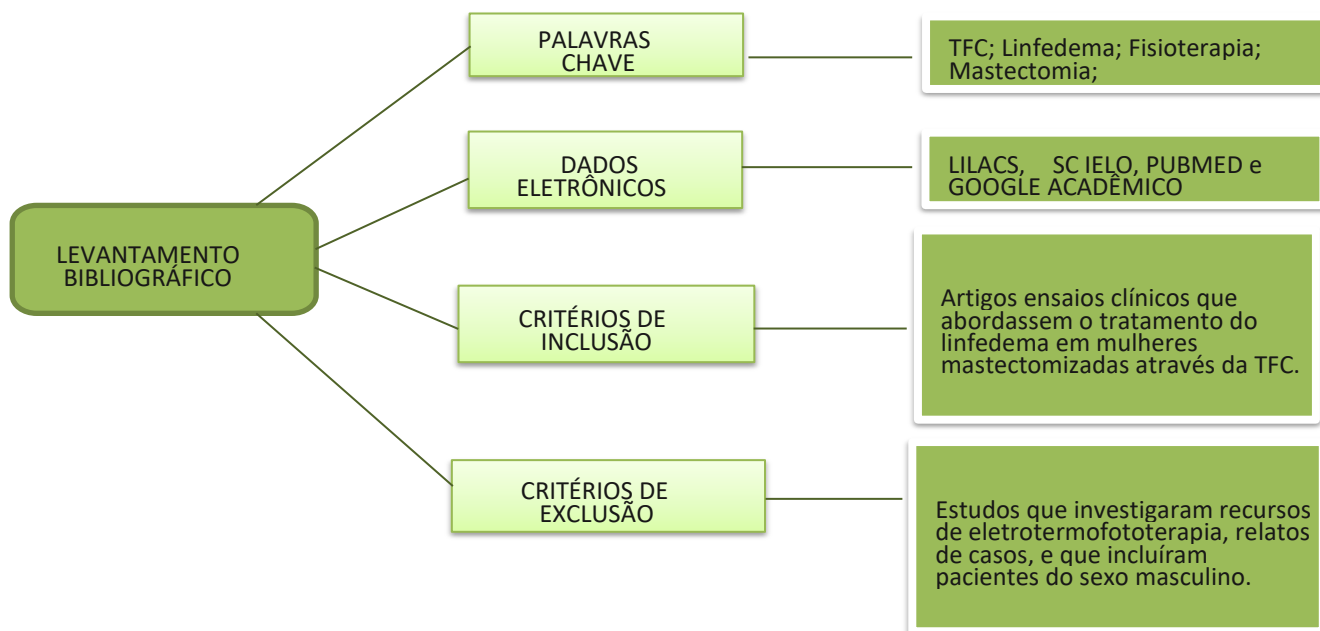 PALAVRAS
CHAVE
TFC; Linfedema; Fisioterapia;
Mastectomia;
DADOS
ELETRÔNICOS
LILACS, SC IELO, PUBMED e
GOOGLE ACADÊMICO
LEVANTAMENTO
BIBLIOGRÁFICO
CRITÉRIOS DE
INCLUSÃO
Artigos ensaios clínicos que
abordassem o tratamento do
linfedema em mulheres
mastectomizadas através da TFC.
CRITÉRIOS DE
EXCLUSÃO
Estudos que investigaram recursos
de eletrotermofototerapia, relatos
de casos, e que incluíram
pacientes do sexo masculino.